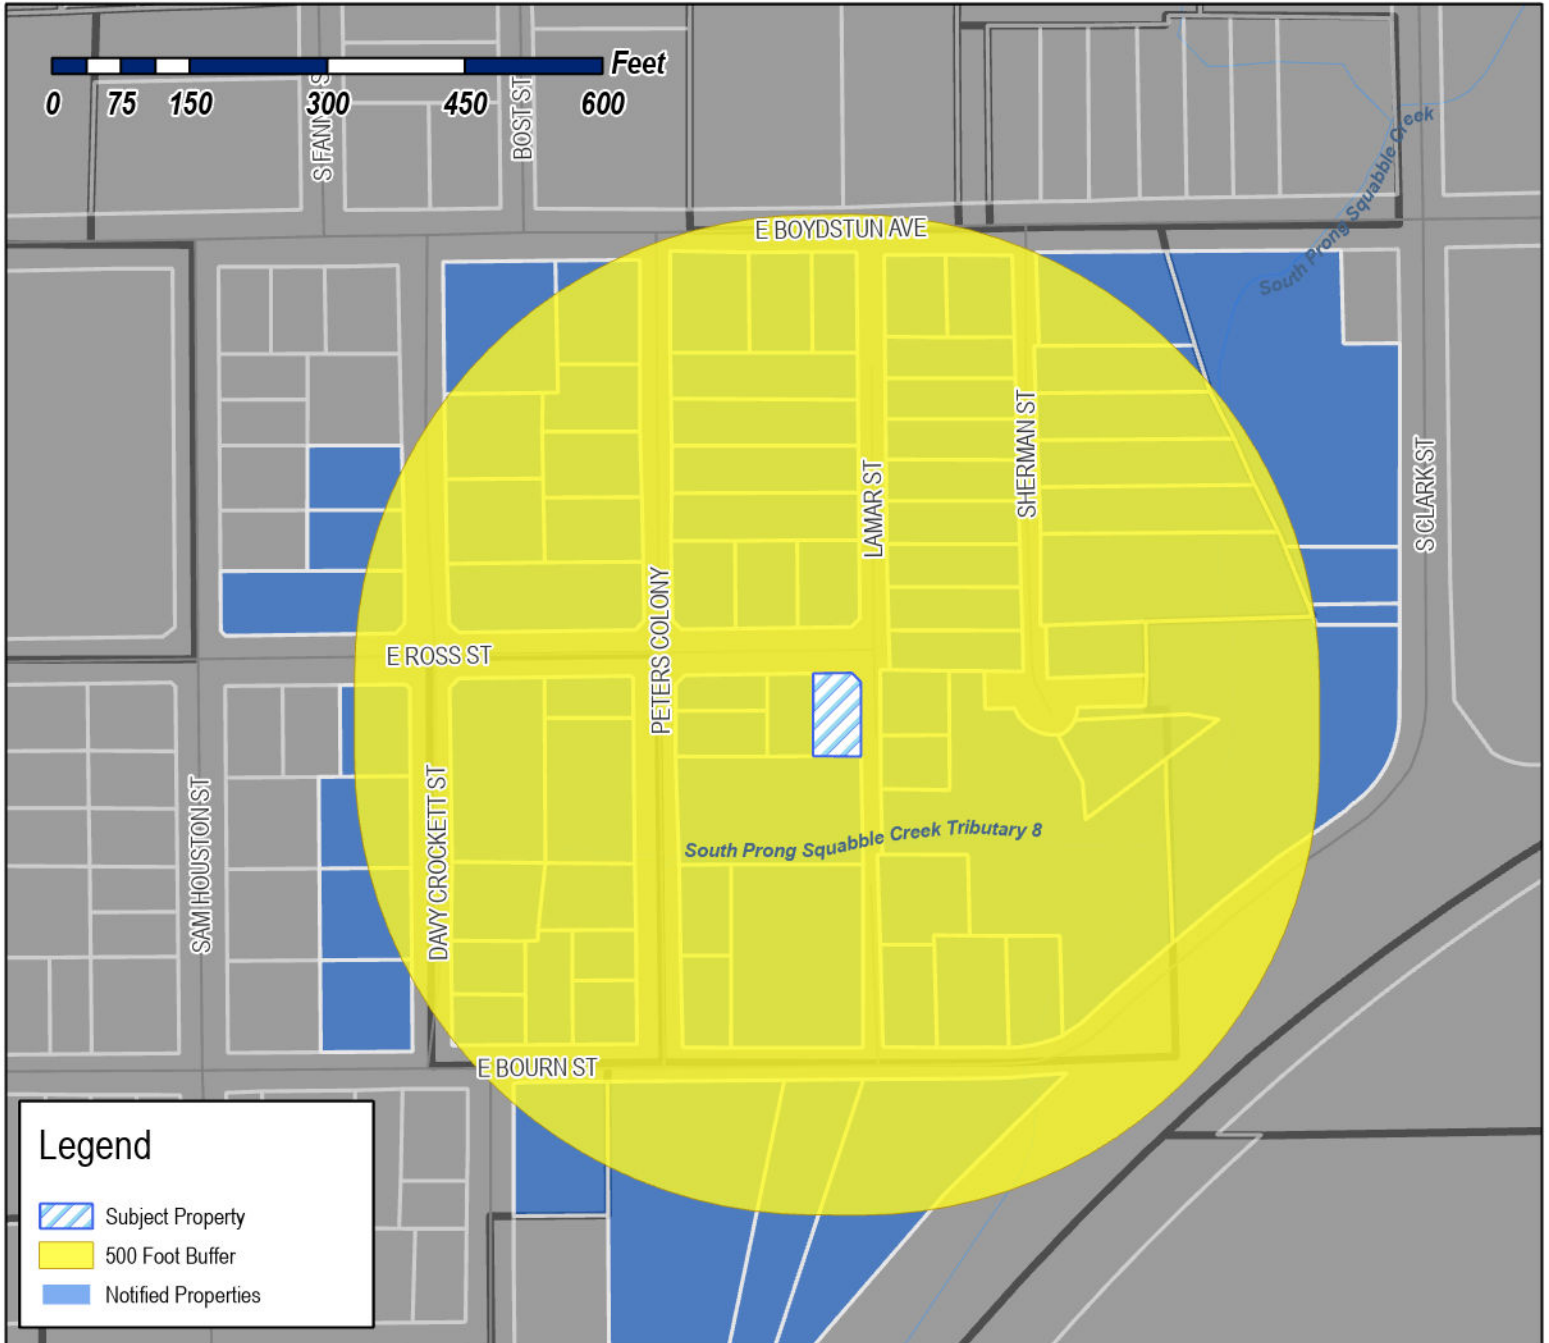 Feet
0 75 150 300 450 600
S FANN S
BOST ST
South Prong Squabble Creek
E BOYDSTUN AVE
SHERMAN ST
LAMAR ST
S CLARK ST
PETERS COLONY
E ROSS ST
SAM HOUSTON ST
DAVY CROCKETT ST
South Prong Squabble Creek Tributary 8
E BOURN ST
Legend
Subject Property
500 Foot Buffer
Notified Properties